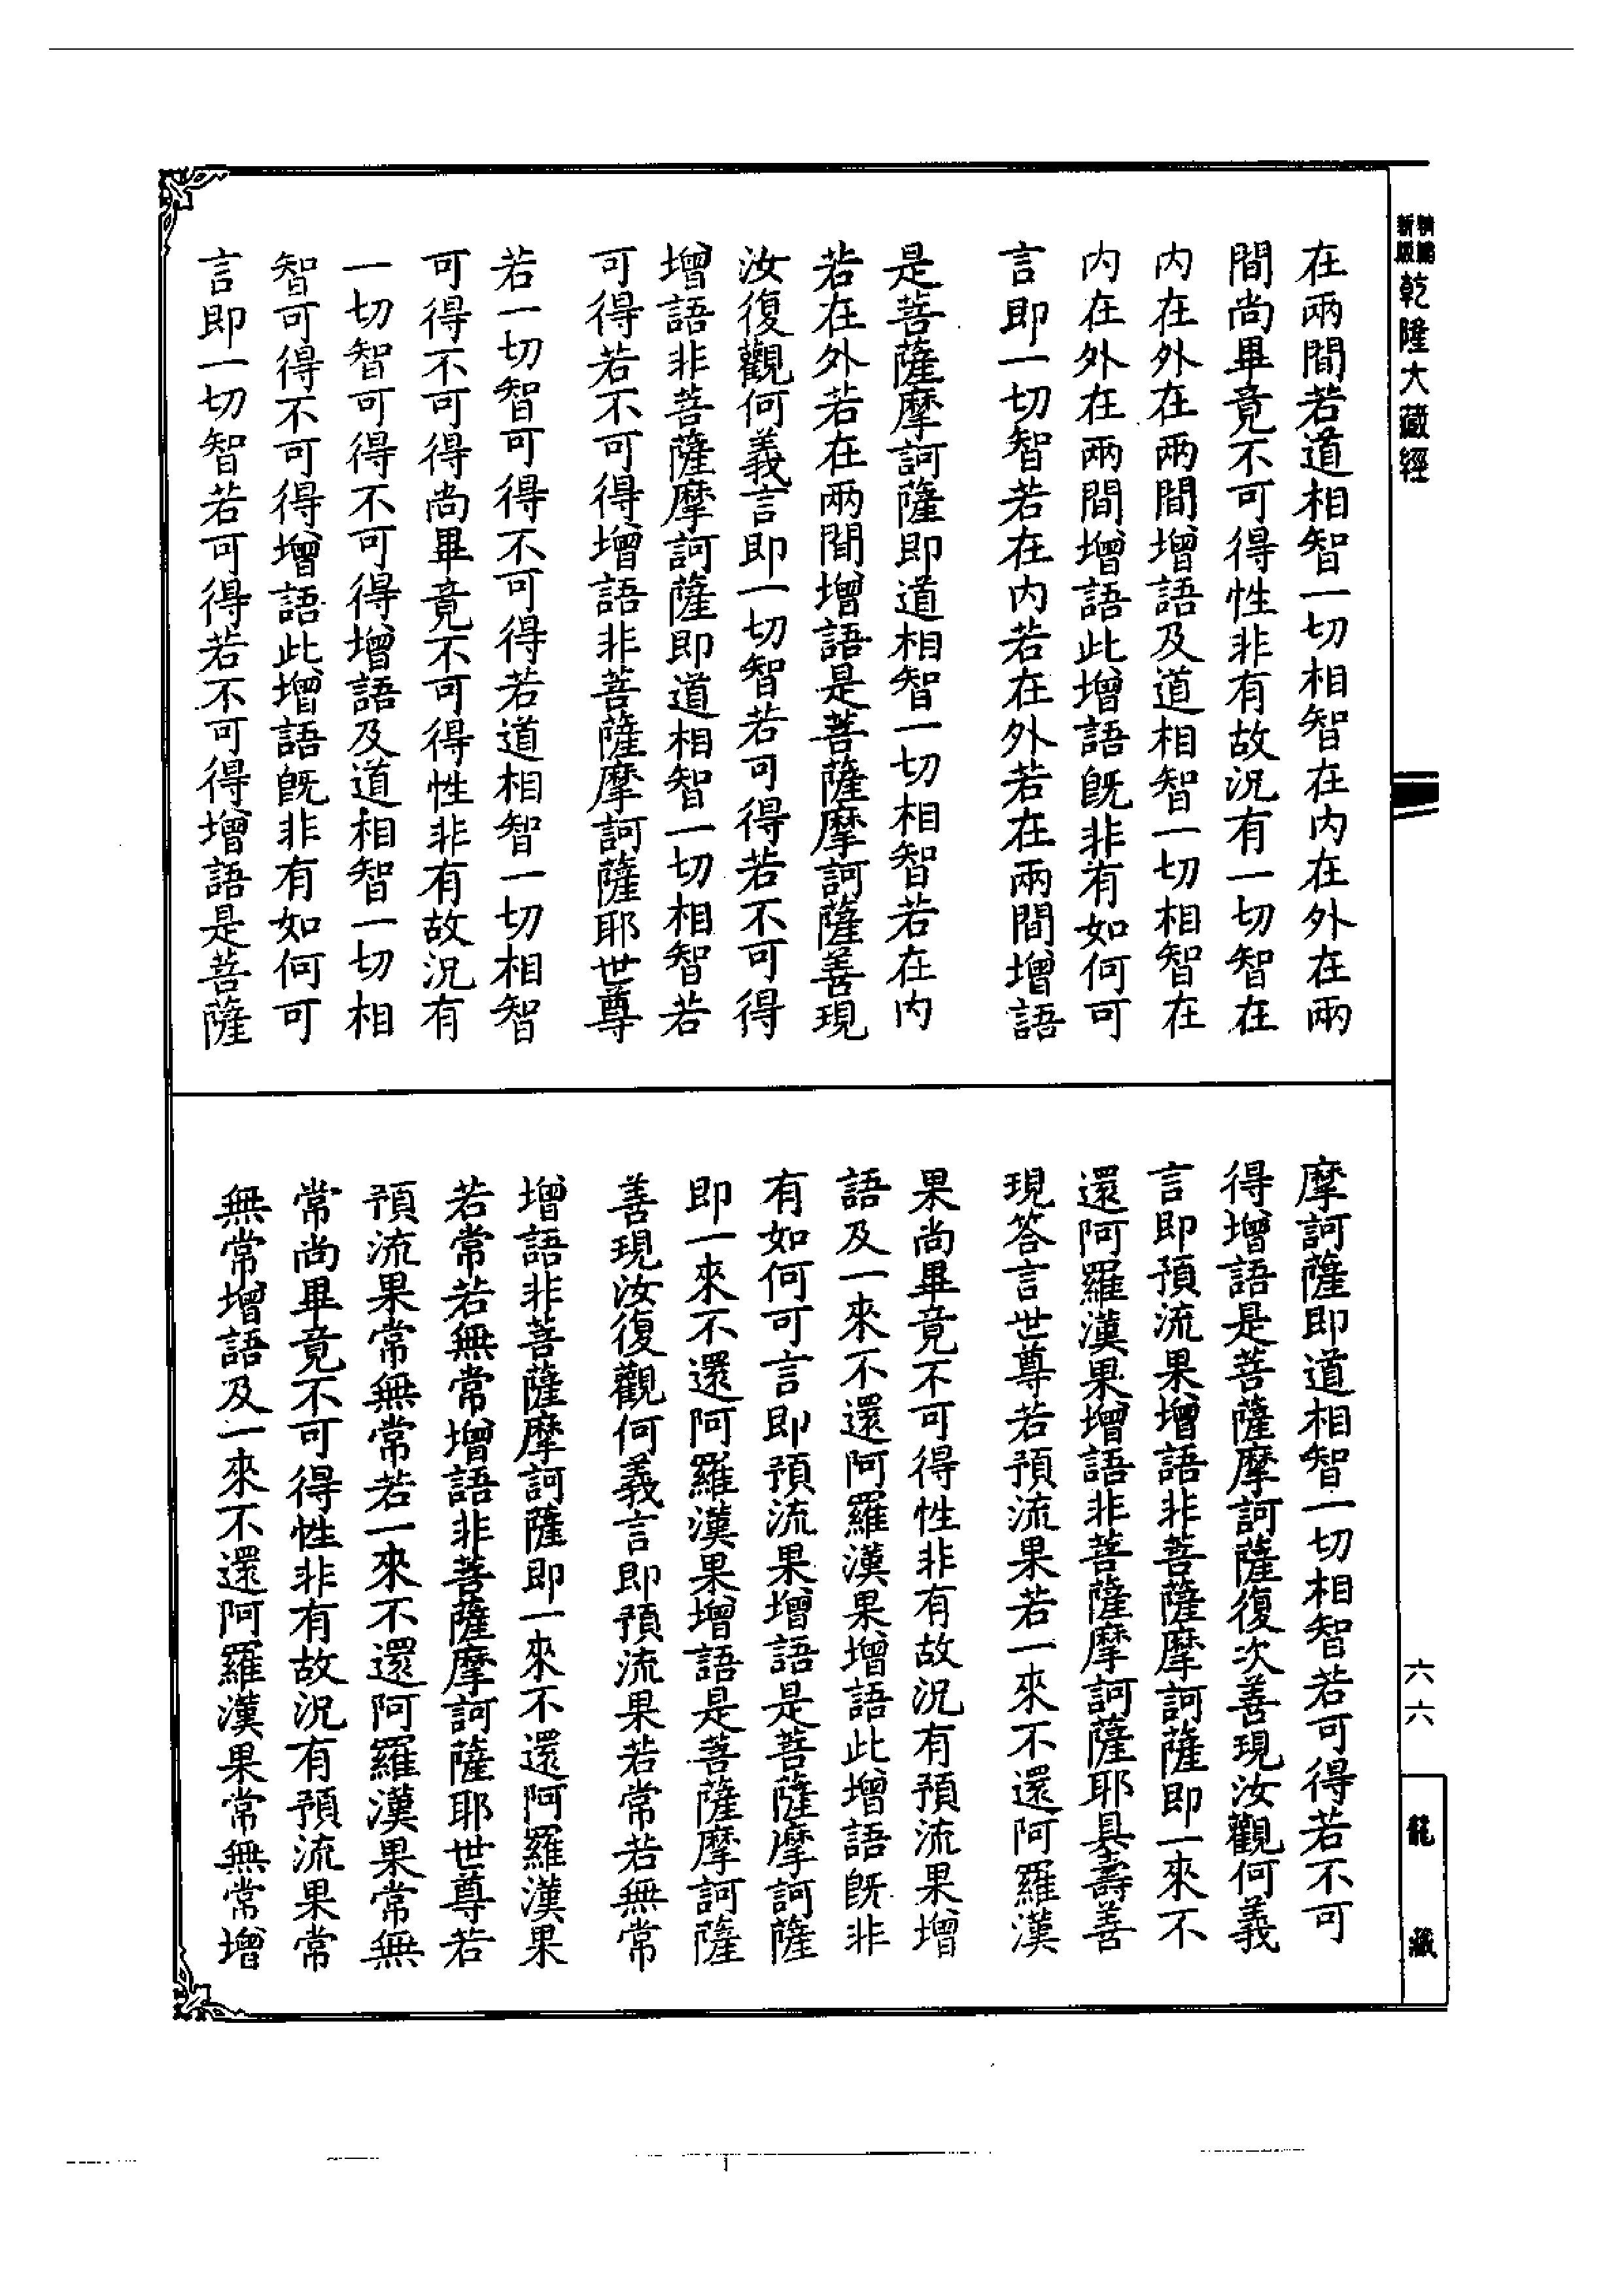 新版
精編
乾隆大藏經
在兩間若道相智一切相智在内在外在兩
間尚畢竟不可得性非有故況有一切智在
内在外在兩間增語及道相智一切相智在
内在外在兩間增語此增語既非有如何可
言即一切智若在内若在外若在兩間增語
是菩薩摩訶薩即道相智一切相智若在内
若在外若在兩間增語是菩薩摩訶薩善現
汝復觀何義言即一切智若可得若不可得
增語非菩薩摩訶薩即道相智一切相智若
可得若不可得增語非菩薩摩訶薩耶世尊
若一切智可得不可得若道相智一切相智
可得不可得尚畢竟不可得性非有故況有
一切智可得不可得增語及道相智一切相
智可得不可得增語此增語既非有如何可
言即一切智若可得若不可得增語是菩薩
摩訶薩即道相智一切相智若可得若不可
得增語是菩薩摩訶薩復次善現汝觀何義
言即預流果增語非菩薩摩訶薩即一來不
還阿羅漢果增語非菩薩摩訶薩耶具壽善
現答言世尊若預流果若一來不還阿羅漢
果尚畢竟不可得性非有故況有預流果增
語及一來不還阿羅漢果增語此增語既非
有如何可言即預流果增語是菩薩摩訶薩
即一來不還阿羅漢果增語是菩薩摩訶薩
善現汝復觀何義言即預流果若常若無常
增語非菩薩摩訶薩即一來不還阿羅漢果
若常若無常增語非菩薩摩訶薩耶世尊若
預流果常無常若一來不還阿羅漢果常無
常尚畢竟不可得性非有故況有預流果常
無常增語及一來不還阿羅漢果常無常增
六六
龍藏